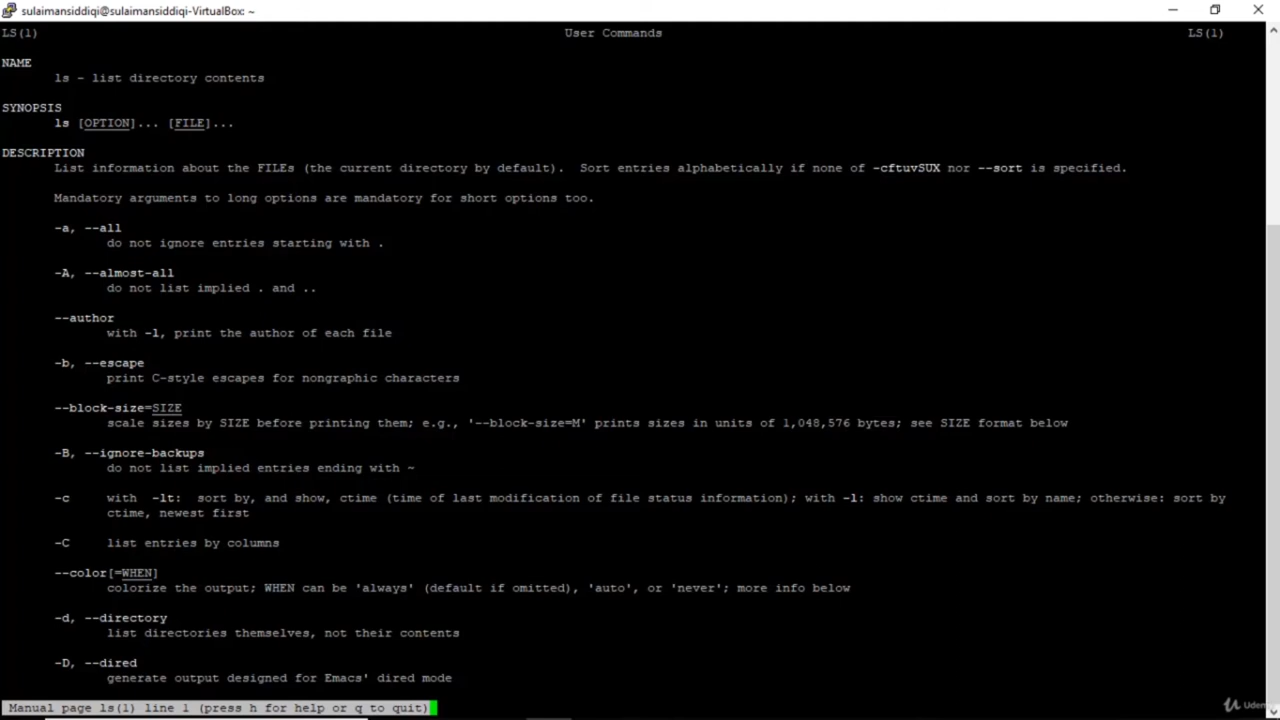 sulaimansiddiqi@sulaimansiddiqi-VirtualBox: ~
LS(1) User Commands LS(1)
NAME
ls - list directory contents
SYNOPSIS
ls [OPTION]... [FILE]...
DESCRIPTION
List information about the FILEs (the current directory by default). Sort entries alphabetically if none of -cftuvSUX nor --sort is specified.
Mandatory arguments to long options are mandatory for short options too.
-a, --all
do not ignore entries starting with .
-A, --almost-all
do not list implied . and ..
--author
with -l, print the author of each file
-b, --escape
print C-style escapes for nongraphic characters
--block-size=SIZE
scale sizes by SIZE before printing them; e.g., '--block-size=M' prints sizes in units of 1,048,576 bytes; see SIZE format below
-B, --ignore-backups
do not list implied entries ending with ~
-c with -lt: sort by, and show, ctime (time of last modification of file status information); with -l: show ctime and sort by name; otherwise: sort by
ctime, newest first
-C list entries by columns
--color[=WHEN]
colorize the output; WHEN can be 'always' (default if omitted), 'auto', or 'never'; more info below
-d, --directory
list directories themselves, not their contents
-D, --dired
generate output designed for Emacs' dired mode
Manual page ls(1) line 1 (press h for help or q to quit)
Udemy